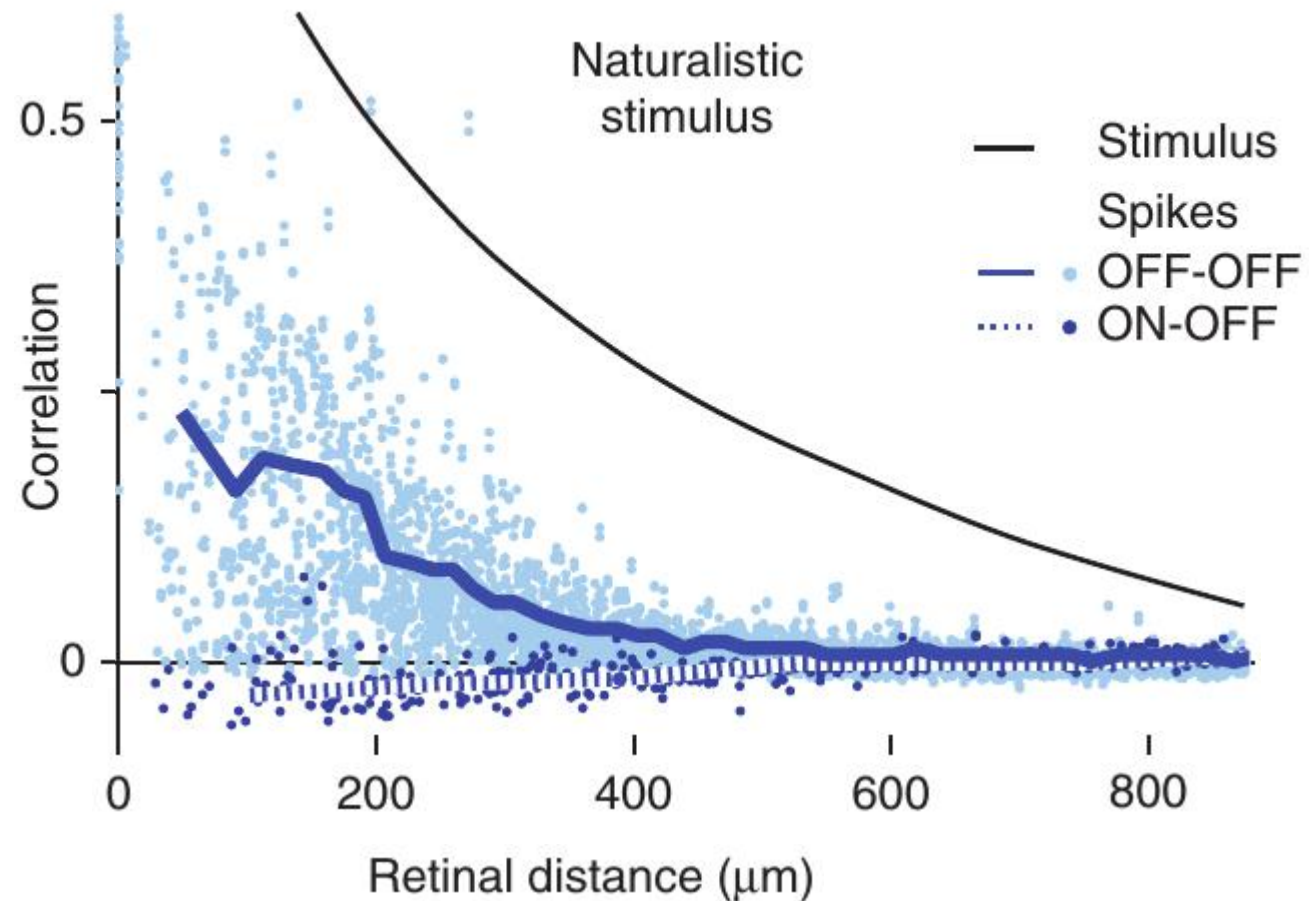 Naturalistic
stimulus
0.5
0
Correlation
Stimulus
Spikes
OFF-OFF
ON-OFF
0 200 400 600 800
Retinal distance (μm)